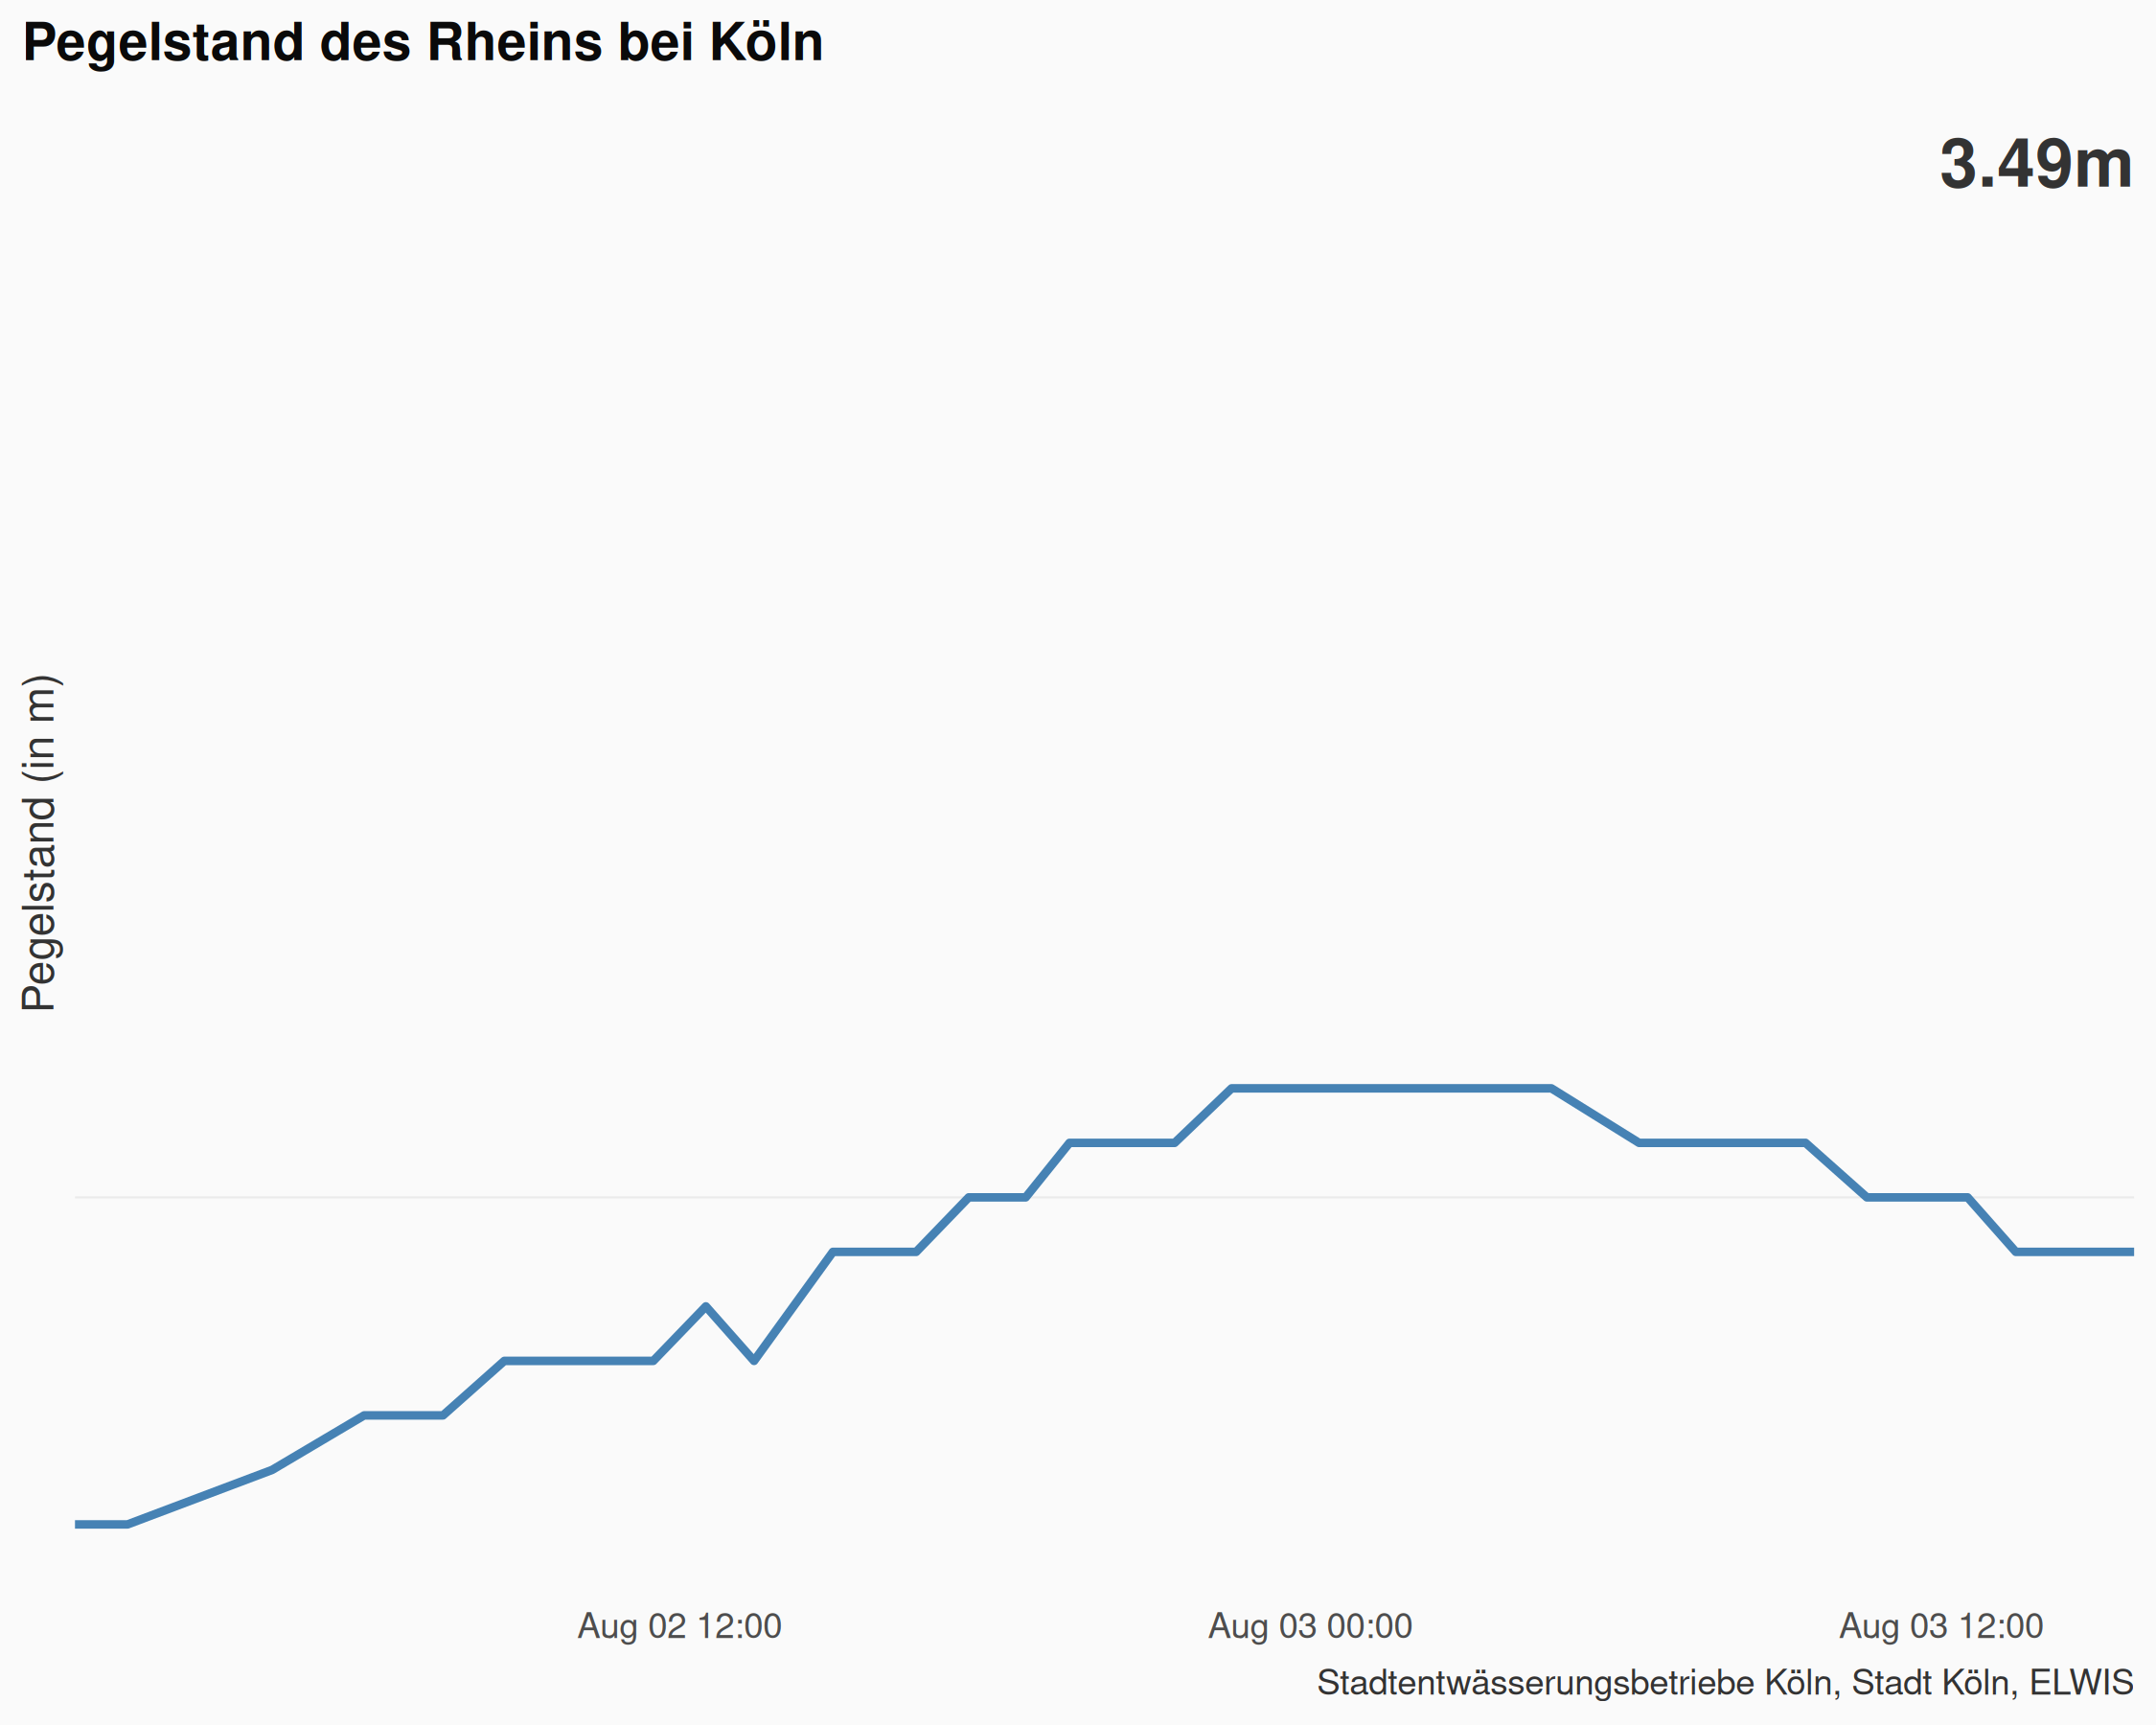 Pegelstand des Rheins bei Köln
3.49m
Pegelstand (in m)
Aug 02 12:00
Aug 03 00:00
Aug 03 12:00
Stadtentwässerungsbetriebe Köln, Stadt Köln, ELWIS